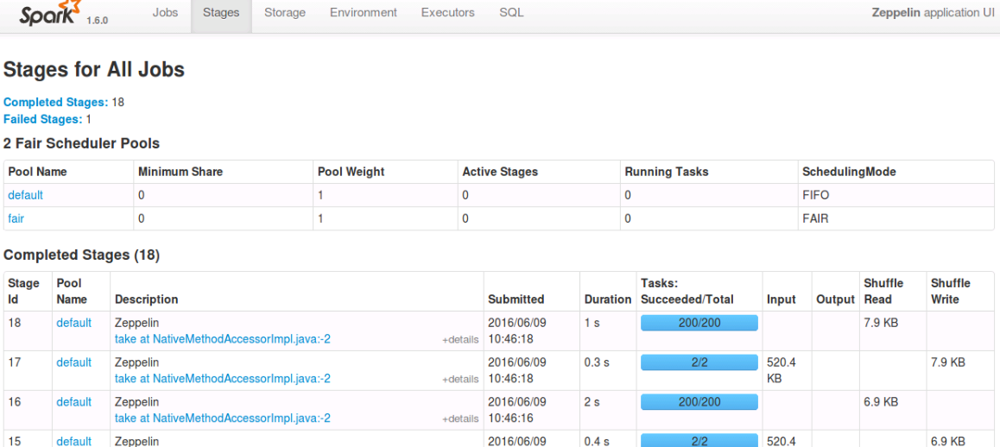 Spark 1.6.0 Jobs Stages Storage Environment Executors SQL Zeppelin application UI
Stages for All Jobs
Completed Stages: 18
Failed Stages: 1
2 Fair Scheduler Pools
Pool Name Minimum Share Pool Weight Active Stages Running Tasks SchedulingMode
default 0 1 0 0 FIFO
fair 0 1 0 0 FAIR
Completed Stages (18)
Stage Pool Tasks: Shuffle Shuffle
Id Name Description Submitted Duration Succeeded/Total Input Output Read Write
18 default Zeppelin 2016/06/09 1 s 200/200 7.9 KB
take at NativeMethodAccessorImpl.java:-2 +details 10:46:18
17 default Zeppelin 2016/06/09 0.3 s 2/2 520.4 7.9 KB
take at NativeMethodAccessorImpl.java:-2 +details 10:46:18 KB
16 default Zeppelin 2016/06/09 2 s 200/200 6.9 KB
take at NativeMethodAccessorImpl.java:-2 +details 10:46:16
15 default Zeppelin 2016/06/09 0.4 s 2/2 520.4 6.9 KB